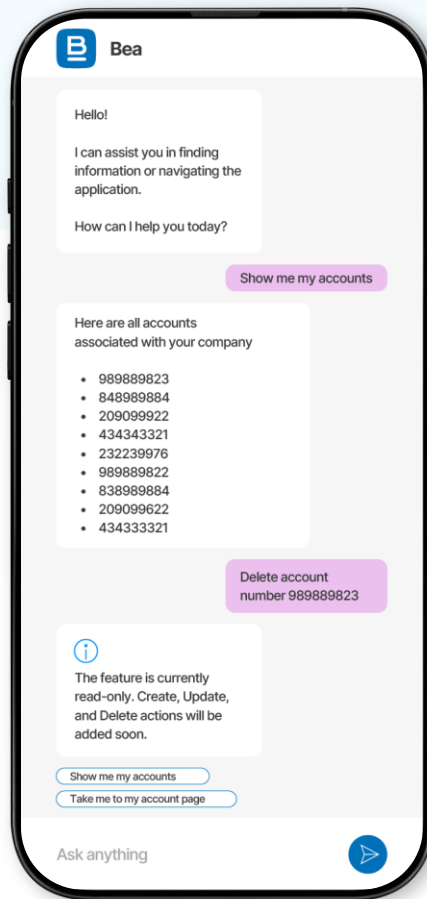 B
Bea
Hello!
I can assist you in finding
information or navigating the
application.
How can I help you today?
Show me my accounts
Here are all accounts
associated with your company
• 989889823
• 848989884
• 209099922
• 434343321
• 232239976
• 989889822
• 838989884
• 209099622
• 434333321
Delete account
number 989889823
The feature is currently
read-only. Create, Update,
and Delete actions will be
added soon.
Show me my accounts
Take me to my account page
Ask anything